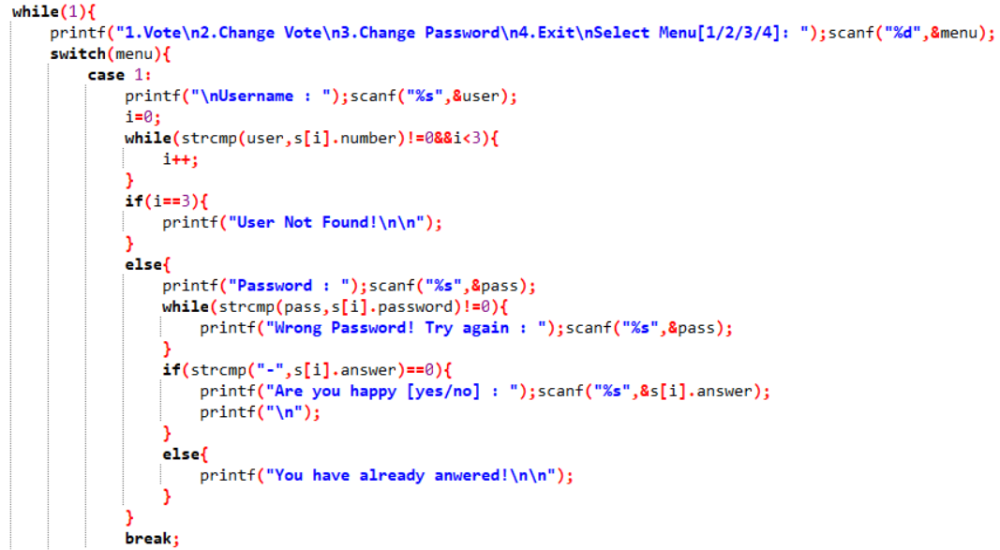 while(1){
printf("1.Vote\n2.Change Vote\n3.Change Password\n4.Exit\nSelect Menu[1/2/3/4]: ");scanf("%d",&menu);
switch(menu){
case 1:
printf("\nUsername : ");scanf("%s",&user);
i=0;
while(strcmp(user,s[i].number)!=0&&i<3){
i++;
}
if(i==3){
printf("User Not Found!\n\n");
}
else{
printf("Password : ");scanf("%s",&pass);
while(strcmp(pass,s[i].password)!=0){
printf("Wrong Password! Try again : ");scanf("%s",&pass);
}
if(strcmp("-",s[i].answer)==0){
printf("Are you happy [yes/no] : ");scanf("%s",&s[i].answer);
printf("\n");
}
else{
printf("You have already anwered!\n\n");
}
}
break;